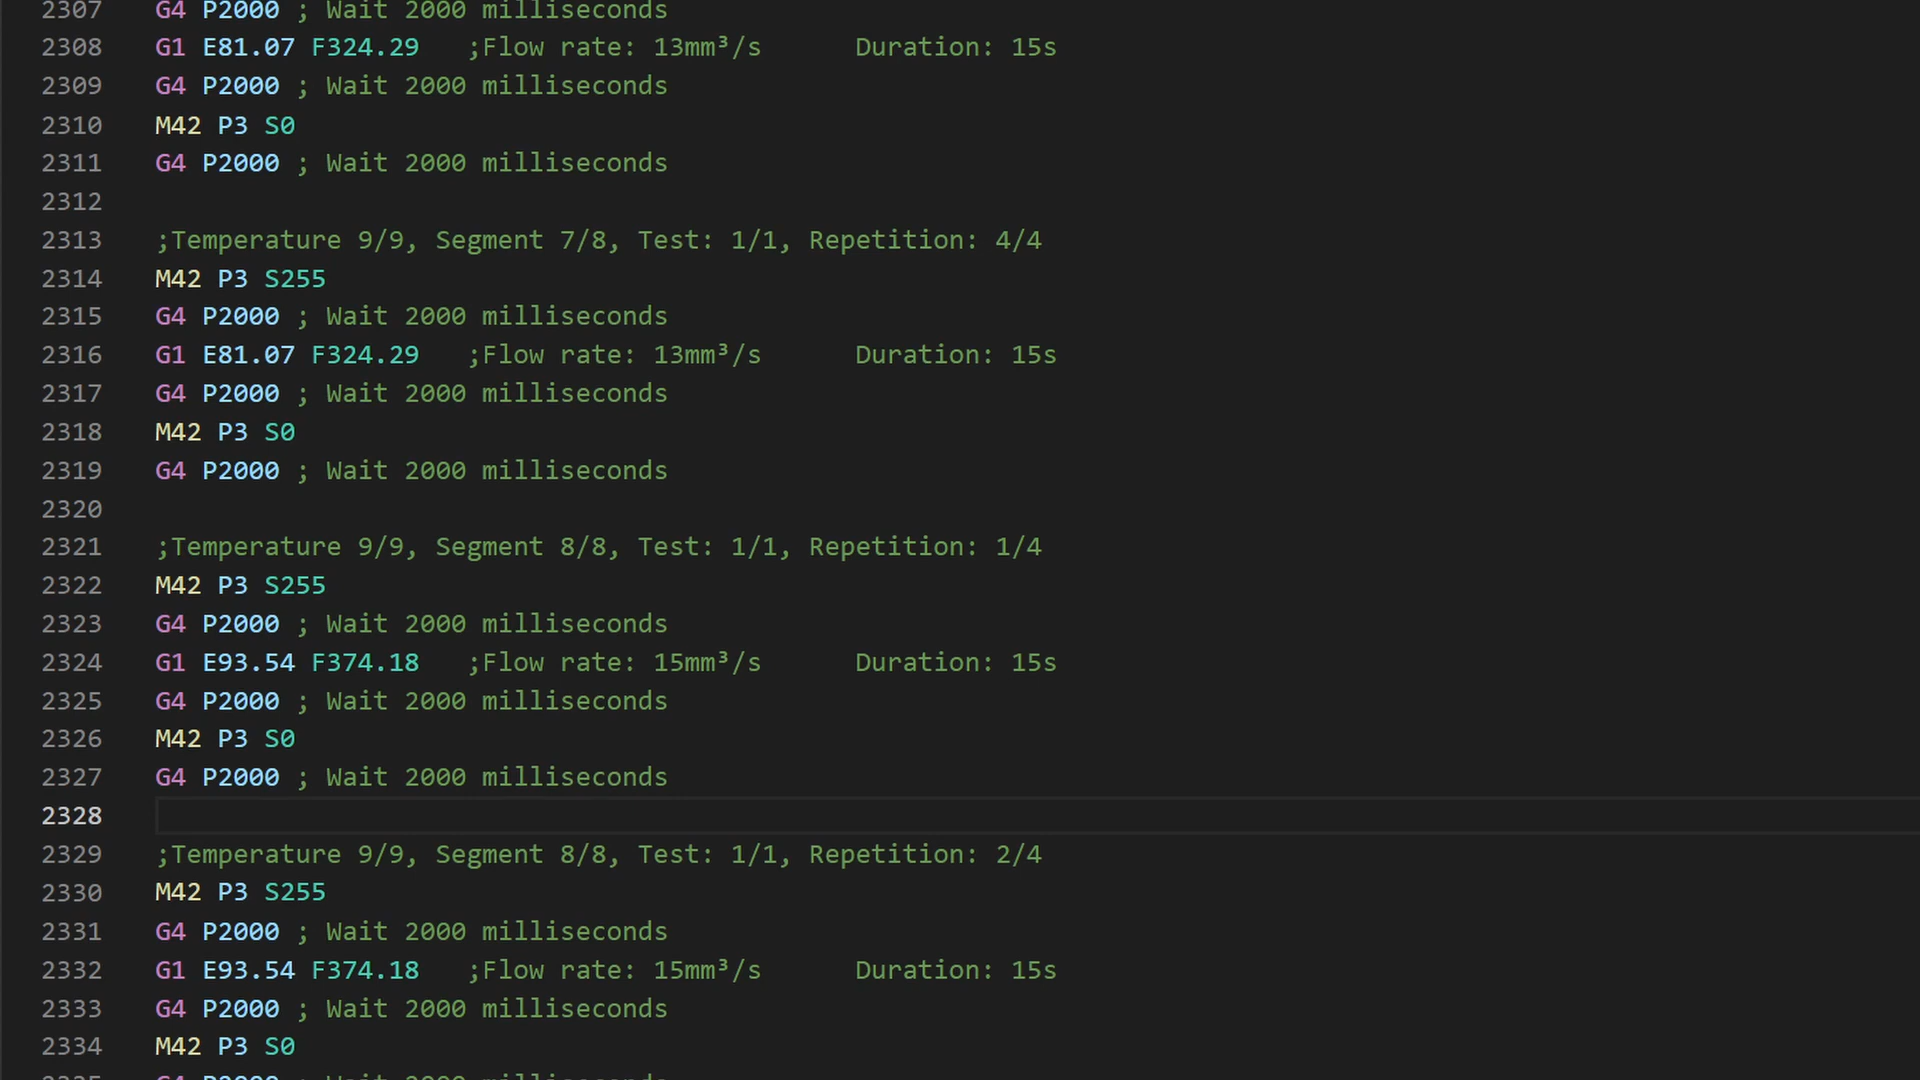 2307 G4 P2000 ; Wait 2000 milliseconds
2308 G1 E81.07 F324.29 ;Flow rate: 13mm³/s Duration: 15s
2309 G4 P2000 ; Wait 2000 milliseconds
2310 M42 P3 S0
2311 G4 P2000 ; Wait 2000 milliseconds
2312
2313 ;Temperature 9/9, Segment 7/8, Test: 1/1, Repetition: 4/4
2314 M42 P3 S255
2315 G4 P2000 ; Wait 2000 milliseconds
2316 G1 E81.07 F324.29 ;Flow rate: 13mm³/s Duration: 15s
2317 G4 P2000 ; Wait 2000 milliseconds
2318 M42 P3 S0
2319 G4 P2000 ; Wait 2000 milliseconds
2320
2321 ;Temperature 9/9, Segment 8/8, Test: 1/1, Repetition: 1/4
2322 M42 P3 S255
2323 G4 P2000 ; Wait 2000 milliseconds
2324 G1 E93.54 F374.18 ;Flow rate: 15mm³/s Duration: 15s
2325 G4 P2000 ; Wait 2000 milliseconds
2326 M42 P3 S0
2327 G4 P2000 ; Wait 2000 milliseconds
2328
2329 ;Temperature 9/9, Segment 8/8, Test: 1/1, Repetition: 2/4
2330 M42 P3 S255
2331 G4 P2000 ; Wait 2000 milliseconds
2332 G1 E93.54 F374.18 ;Flow rate: 15mm³/s Duration: 15s
2333 G4 P2000 ; Wait 2000 milliseconds
2334 M42 P3 S0